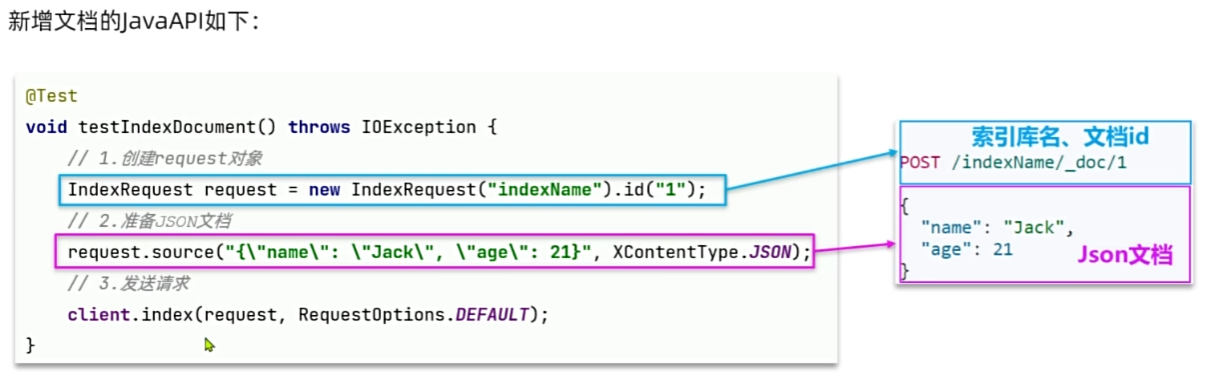 新增文档的JavaAPI如下：
@Test
void testIndexDocument() throws IOException {
// 1.创建request对象
IndexRequest request = new IndexRequest("indexName").id("1");
// 2.准备JSON文档
request.source("{\"name\": \"Jack\", \"age\": 21}", XContentType.JSON);
// 3.发送请求
client.index(request, RequestOptions.DEFAULT);
}
索引库名、文档id
POST /indexName/_doc/1
{
"name": "Jack",
"age": 21
Json文档
}